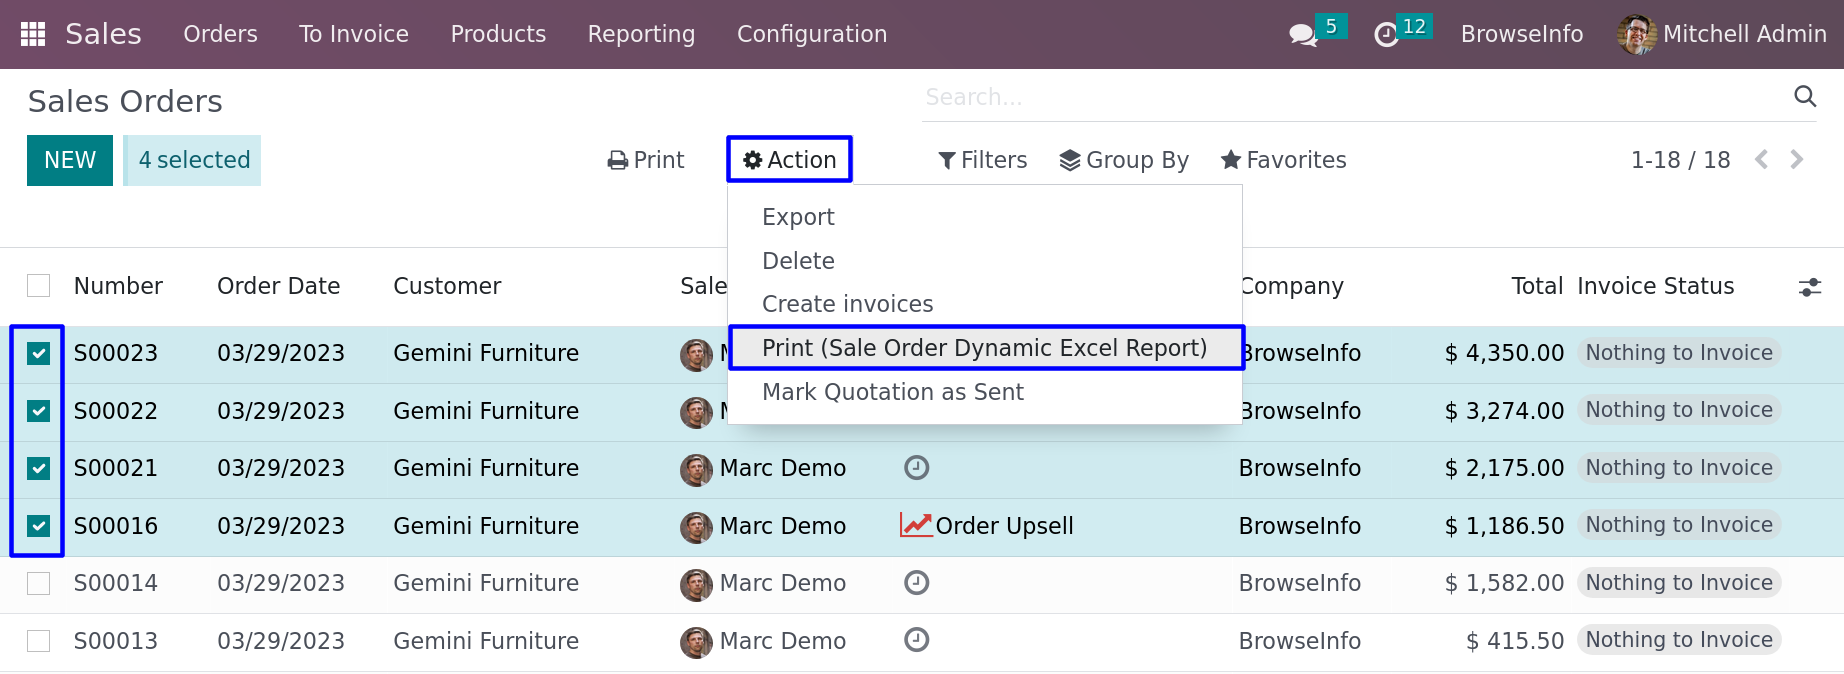 Sales Orders To Invoice Products Reporting Configuration 5 12 BrowseInfo Mitchell Admin
Sales Orders Search...
NEW 4 selected Print Action Filters Group By Favorites 1-18 / 18
Export
Delete
Create invoices
Print (Sale Order Dynamic Excel Report)
Mark Quotation as Sent
Number Order Date Customer Sale Company Total Invoice Status
S00023 03/29/2023 Gemini Furniture BrowseInfo $ 4,350.00 Nothing to Invoice
S00022 03/29/2023 Gemini Furniture BrowseInfo $ 3,274.00 Nothing to Invoice
S00021 03/29/2023 Gemini Furniture Marc Demo BrowseInfo $ 2,175.00 Nothing to Invoice
S00016 03/29/2023 Gemini Furniture Marc Demo Order Upsell BrowseInfo $ 1,186.50 Nothing to Invoice
S00014 03/29/2023 Gemini Furniture Marc Demo BrowseInfo $ 1,582.00 Nothing to Invoice
S00013 03/29/2023 Gemini Furniture Marc Demo BrowseInfo $ 415.50 Nothing to Invoice